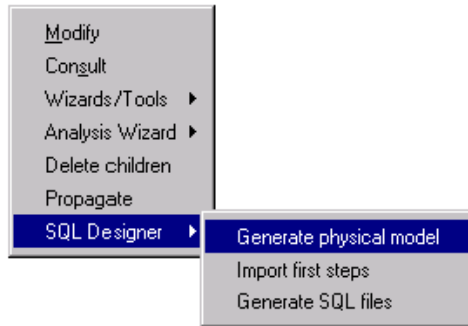 Modify
Consult
Wizards/Tools
Analysis Wizard
Delete children
Propagate
SQL Designer
Generate physical model
Import first steps
Generate SQL files